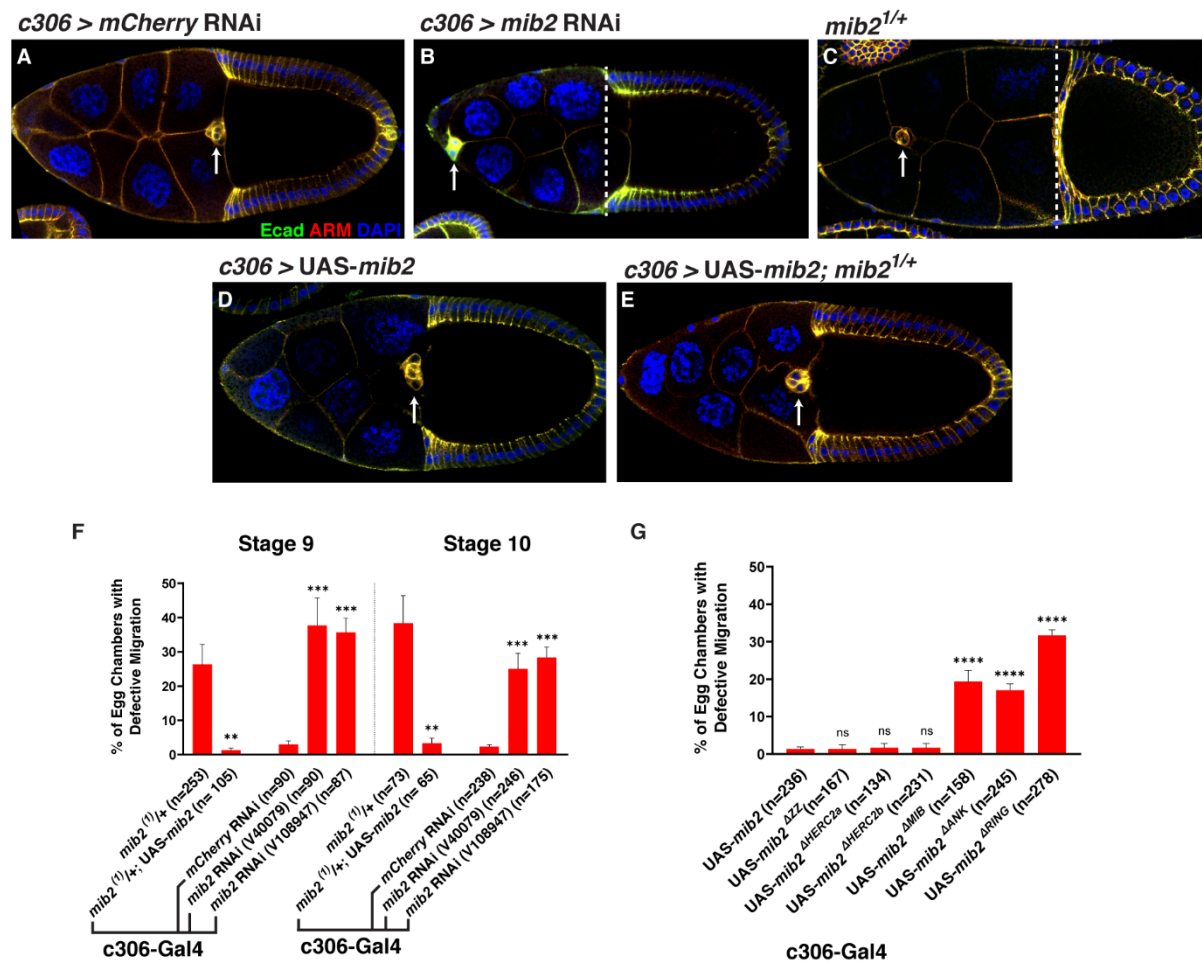 c306 > mCherry RNAi
c306 > mib2 RNAi
mib2 1/+
A
B
C
Ecad ARM DAPI
c306 > UAS-mib2
c306 > UAS-mib2; mib2 1/+
D
E
F
Stage 9
Stage 10
% of Egg Chambers with
Defective Migration
50
40
30
20
10
0
**
***
***
**
***
***
mib2 (1)/+ (n=253)
mib2 (1)/+; UAS-mib2 (n= 105)
mCherry RNAi (n=90)
mib2 RNAi (V40079) (n=90)
mib2 RNAi (V108947) (n=87)
mib2 (1)/+ (n=73)
mib2 (1)/+; UAS-mib2 (n= 65)
mCherry RNAi (n=238)
mib2 RNAi (V40079) (n=246)
mib2 RNAi (V108947) (n=175)
c306-Gal4
c306-Gal4
G
% of Egg Chambers with
Defective Migration
50
40
30
20
10
0
ns
ns
ns
****
****
****
UAS-mib2 (n=236)
UAS-mib2 ΔZZ (n=167)
UAS-mib2 ΔHERC2a (n=134)
UAS-mib2 ΔHERC2b (n=231)
UAS-mib2 ΔMIB (n=158)
UAS-mib2 ΔANK (n=245)
UAS-mib2 ΔRING (n=278)
c306-Gal4